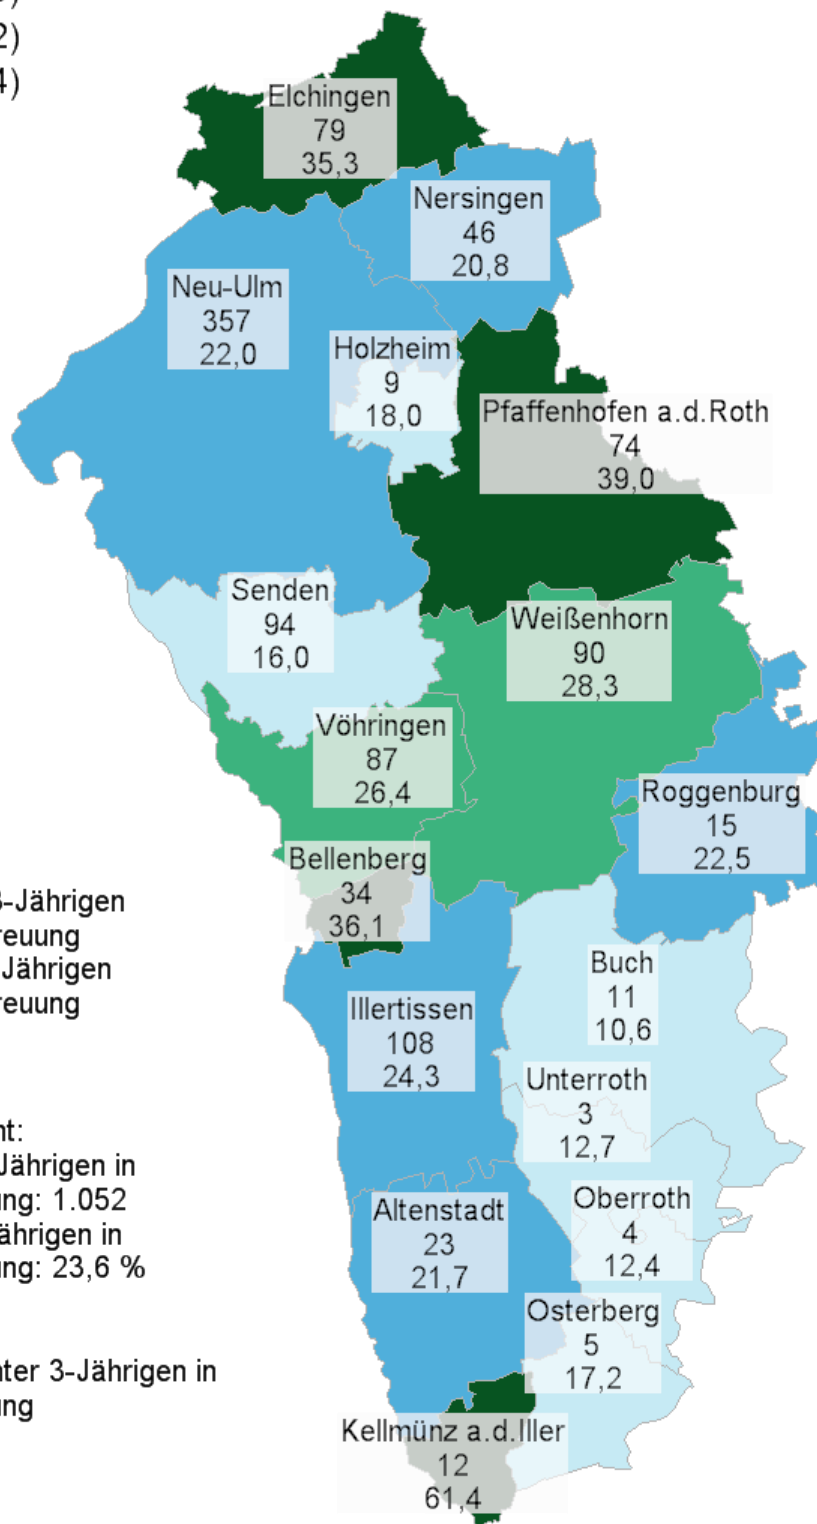 2)
4)
Elchingen
79
35,3
Nersingen
46
20,8
Neu-Ulm
357
22,0
Holzheim
9
18,0
Pfaffenhofen a.d.Roth
74
39,0
Senden
94
16,0
Weißenhorn
90
28,3
Vöhringen
87
26,4
Roggenburg
15
22,5
Bellenberg
34
36,1
3-Jährigen
reuung
Jährigen
reuung
Buch
11
10,6
Illertissen
108
24,3
Unterroth
3
12,7
nt:
Jährigen in
ung: 1.052
ährigen in
ung: 23,6 %
Oberroth
4
12,4
Altenstadt
23
21,7
Osterberg
5
17,2
nter 3-Jährigen in
ung
Kellmünz a.d.Iller
12
61,4